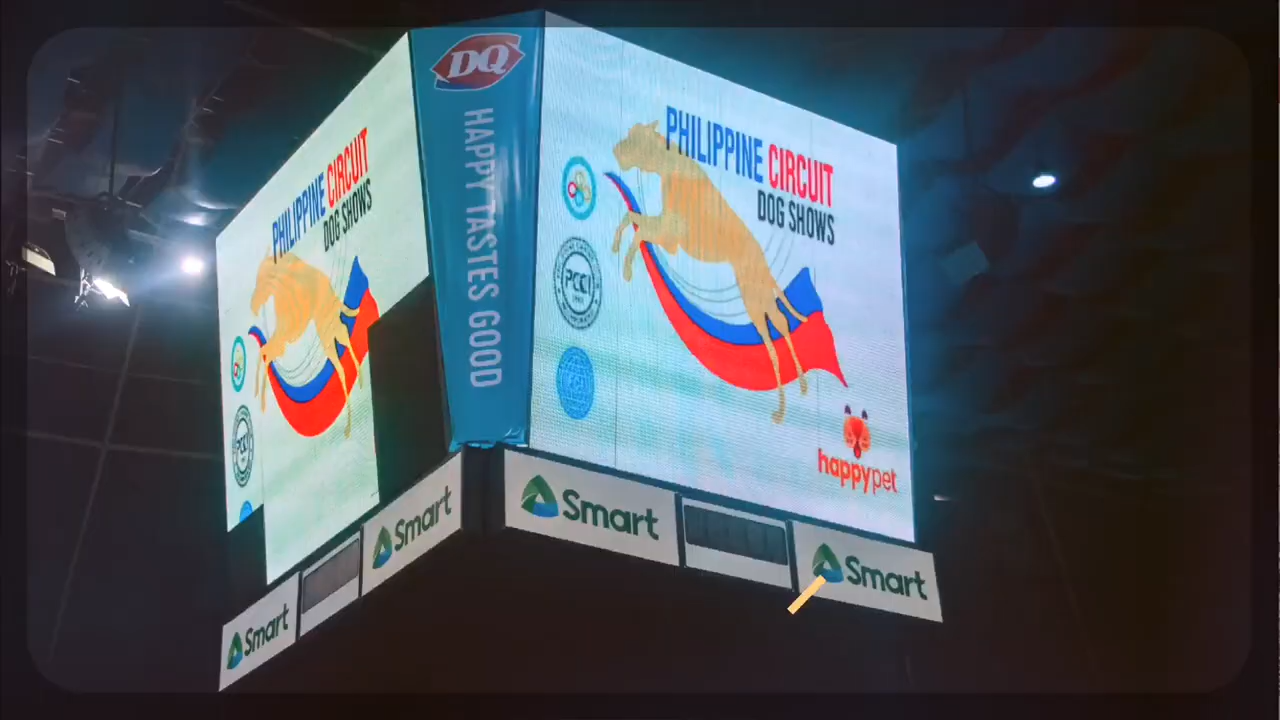 PHILIPPINE CIRCUIT
DOG SHOWS
PCCI
DQ
HAPPY TASTES GOOD
PHILIPPINE CIRCUIT
DOG SHOWS
PCCI
happypet
Smart
Smart
Smart
Smart